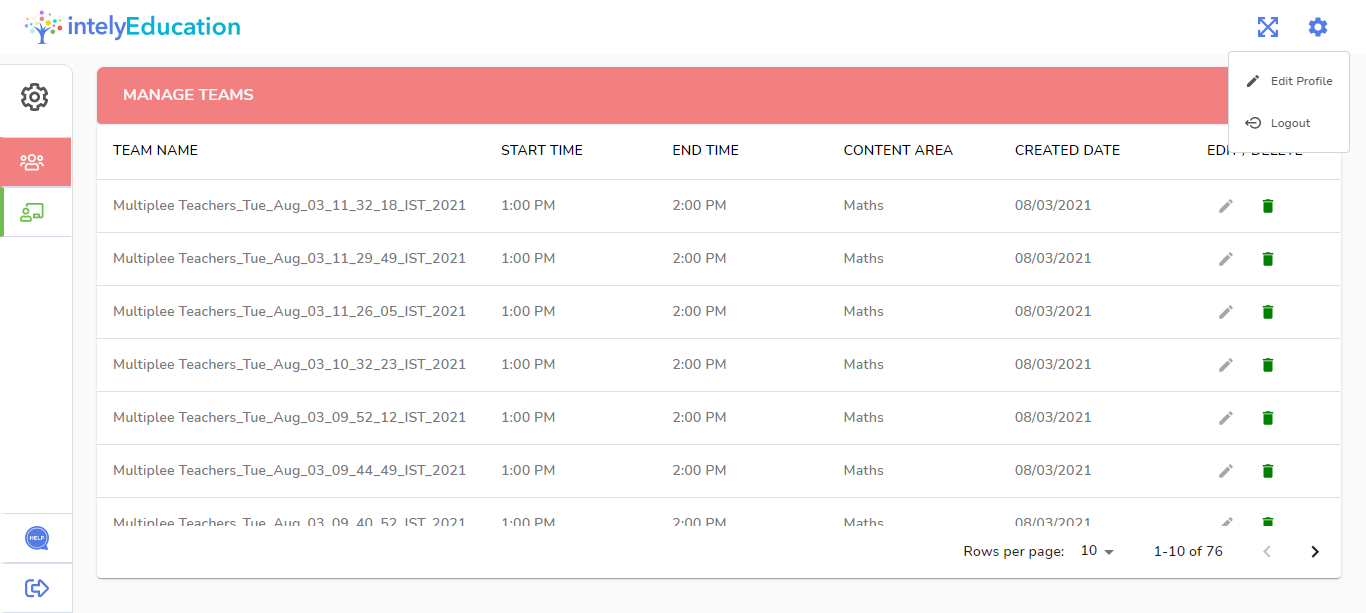 intelyEducation
Edit Profile
Logout
MANAGE TEAMS
TEAM NAME START TIME END TIME CONTENT AREA CREATED DATE EDIT / DELETE
Multiplee Teachers_Tue_Aug_03_11_32_18_IST_2021 1:00 PM 2:00 PM Maths 08/03/2021
Multiplee Teachers_Tue_Aug_03_11_29_49_IST_2021 1:00 PM 2:00 PM Maths 08/03/2021
Multiplee Teachers_Tue_Aug_03_11_26_05_IST_2021 1:00 PM 2:00 PM Maths 08/03/2021
Multiplee Teachers_Tue_Aug_03_10_32_23_IST_2021 1:00 PM 2:00 PM Maths 08/03/2021
Multiplee Teachers_Tue_Aug_03_09_52_12_IST_2021 1:00 PM 2:00 PM Maths 08/03/2021
Multiplee Teachers_Tue_Aug_03_09_44_49_IST_2021 1:00 PM 2:00 PM Maths 08/03/2021
Multiplee Teachers_Tue_Aug_03_09_40_52_IST_2021 1:00 PM 2:00 PM Maths 08/03/2021
HELP
Rows per page: 10 1-10 of 76